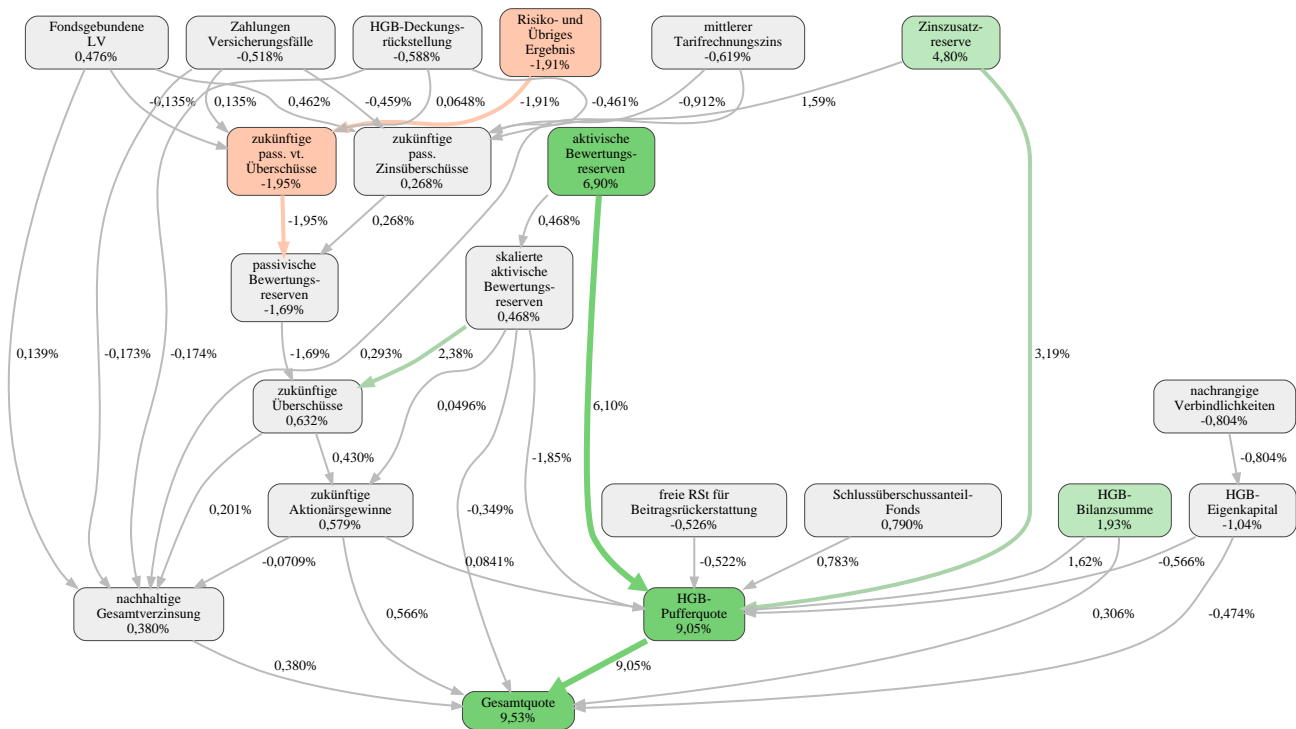 Fondsgebundene
LV
0,476%
Zahlungen
Versicherungsfälle
-0,518%
HGB-Deckungs-
rückstellung
-0,588%
Risiko- und
Übriges
Ergebnis
-1,91%
mittlerer
Tarifrechnungszins
-0,619%
Zinszusatz-
reserve
4,80%
-0,135%
0,135%
0,462%
-0,459%
0,0648%
-1,91%
-0,461%
-0,912%
1,59%
zukünftige
pass. vt.
Überschüsse
-1,95%
zukünftige
pass.
Zinsüberschüsse
0,268%
aktivische
Bewertungs-
reserven
6,90%
-1,95%
0,268%
0,468%
passivische
Bewertungs-
reserven
-1,69%
skalierte
aktivische
Bewertungs-
reserven
0,468%
0,139%
-0,173%
-0,174%
-1,69%
0,293%
2,38%
3,19%
zukünftige
Überschüsse
0,632%
0,0496%
6,10%
nachrangige
Verbindlichkeiten
-0,804%
0,430%
-1,85%
-0,804%
zukünftige
Aktionärsgewinne
0,579%
freie RSt für
Beitragsrückerstattung
-0,526%
Schlussüberschussanteil-
Fonds
0,790%
HGB-
Bilanzsumme
1,93%
HGB-
Eigenkapital
-1,04%
0,201%
-0,349%
-0,0709%
0,0841%
-0,522%
0,783%
1,62%
-0,566%
nachhaltige
Gesamtverzinsung
0,380%
0,566%
HGB-
Pufferquote
9,05%
0,306%
-0,474%
0,380%
9,05%
Gesamtquote
9,53%